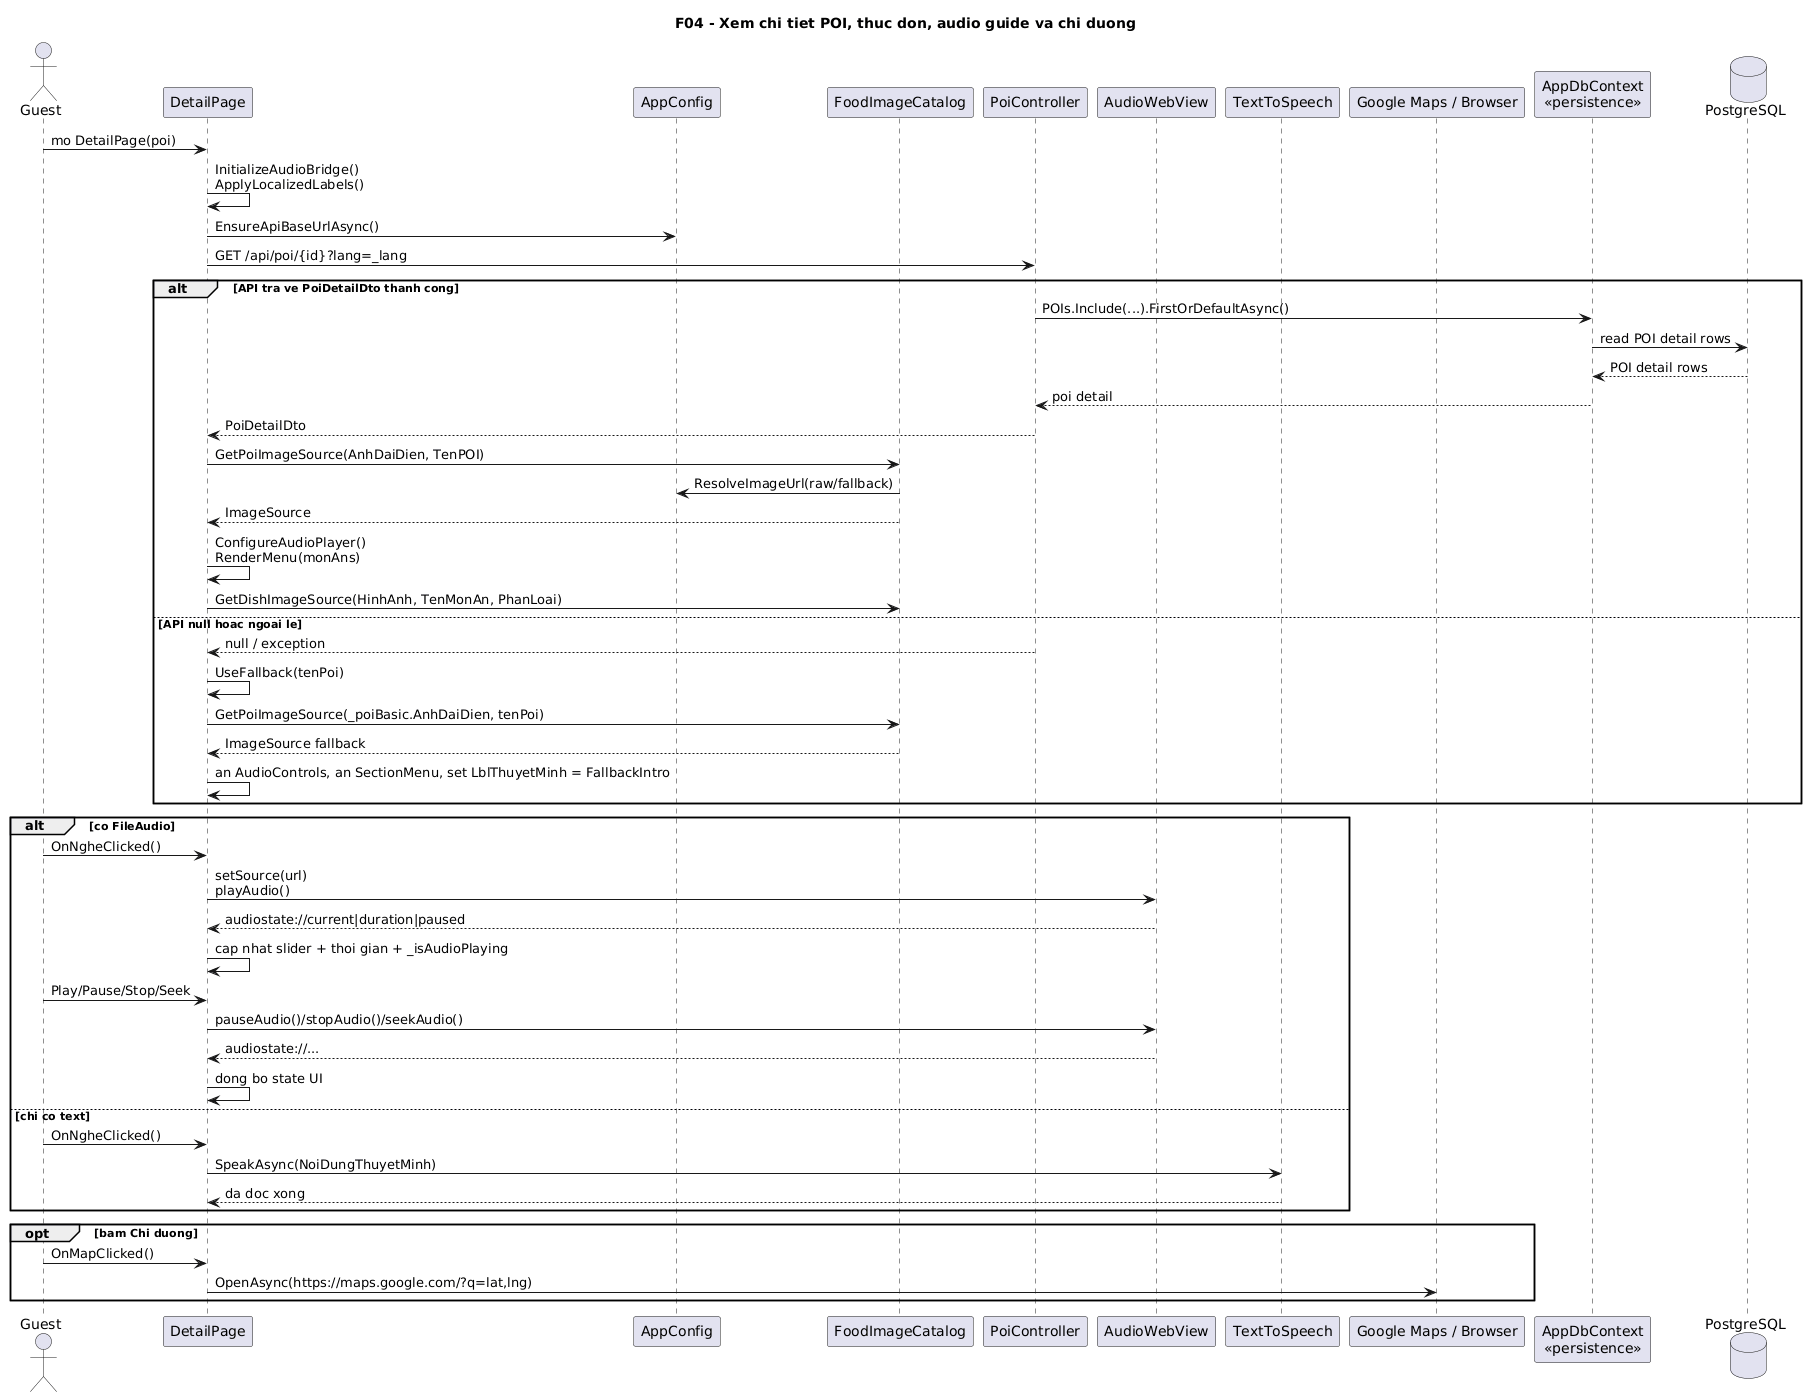 F04 - Xem chi tiet POI, thuc don, audio guide va chi duong
Guest
DetailPage
AppConfig
FoodImageCatalog
PoiController
AudioWebView
TextToSpeech
Google Maps / Browser
AppDbContext
«persistence»
PostgreSQL
mo DetailPage(poi)
InitializeAudioBridge()
ApplyLocalizedLabels()
EnsureApiBaseUrlAsync()
GET /api/poi/{id}?lang=_lang
alt
[API tra ve PoiDetailDto thanh cong]
POIs.Include(...).FirstOrDefaultAsync()
read POI detail rows
POI detail rows
poi detail
PoiDetailDto
GetPoiImageSource(AnhDaiDien, TenPOI)
ResolveImageUrl(raw/fallback)
ImageSource
ConfigureAudioPlayer()
RenderMenu(monAns)
GetDishImageSource(HinhAnh, TenMonAn, PhanLoai)
[API null hoac ngoai le]
null / exception
UseFallback(tenPoi)
GetPoiImageSource(_poiBasic.AnhDaiDien, tenPoi)
ImageSource fallback
an AudioControls, an SectionMenu, set LblThuyetMinh = FallbackIntro
alt
[co FileAudio]
OnNgheClicked()
setSource(url)
playAudio()
audiostate://current|duration|paused
cap nhat slider + thoi gian + _isAudioPlaying
Play/Pause/Stop/Seek
pauseAudio()/stopAudio()/seekAudio()
audiostate://...
dong bo state UI
[chi co text]
OnNgheClicked()
SpeakAsync(NoiDungThuyetMinh)
da doc xong
opt
[bam Chi duong]
OnMapClicked()
OpenAsync(https://maps.google.com/?q=lat,lng)
Guest
DetailPage
AppConfig
FoodImageCatalog
PoiController
AudioWebView
TextToSpeech
Google Maps / Browser
AppDbContext
«persistence»
PostgreSQL